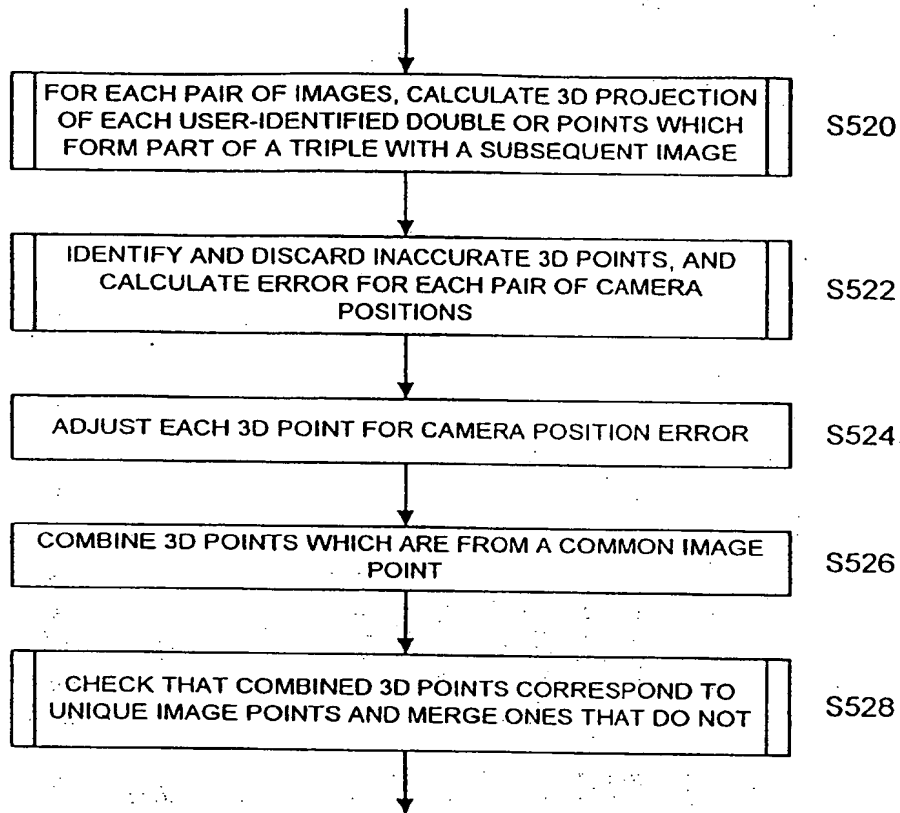 FOR EACH PAIR OF IMAGES, CALCULATE 3D PROJECTION
OF EACH USER-IDENTIFIED DOUBLE OR POINTS WHICH
FORM PART OF A TRIPLE WITH A SUBSEQUENT IMAGE
S520
IDENTIFY AND DISCARD INACCURATE 3D POINTS, AND
CALCULATE ERROR FOR EACH PAIR OF CAMERA
POSITIONS
S522
ADJUST EACH 3D POINT FOR CAMERA POSITION ERROR
S524
COMBINE 3D POINTS WHICH ARE FROM A COMMON IMAGE
POINT
S526
CHECK THAT COMBINED 3D POINTS CORRESPOND TO
UNIQUE IMAGE POINTS AND MERGE ONES THAT DO NOT
S528